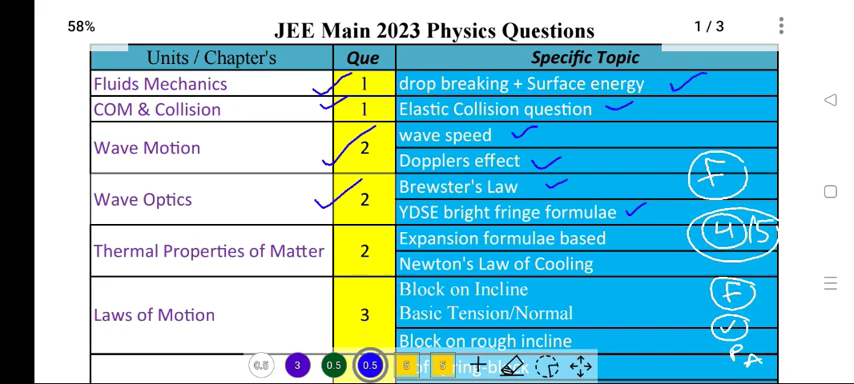 58%
JEE Main 2023 Physics Questions
1 / 3
Units / Chapter's Que Specific Topic
Fluids Mechanics 1 drop breaking + Surface energy
COM & Collision 1 Elastic Collision question
Wave Motion 2 wave speed
Dopplers effect
Wave Optics 2 Brewster's Law
YDSE bright fringe formulae
Thermal Properties of Matter 2 Expansion formulae based
Newton's Law of Cooling
Laws of Motion 3 Block on Incline
Basic Tension/Normal
Block on rough incline
F
4/5
F
PA
0.5 3 0.5 0.5 6 6